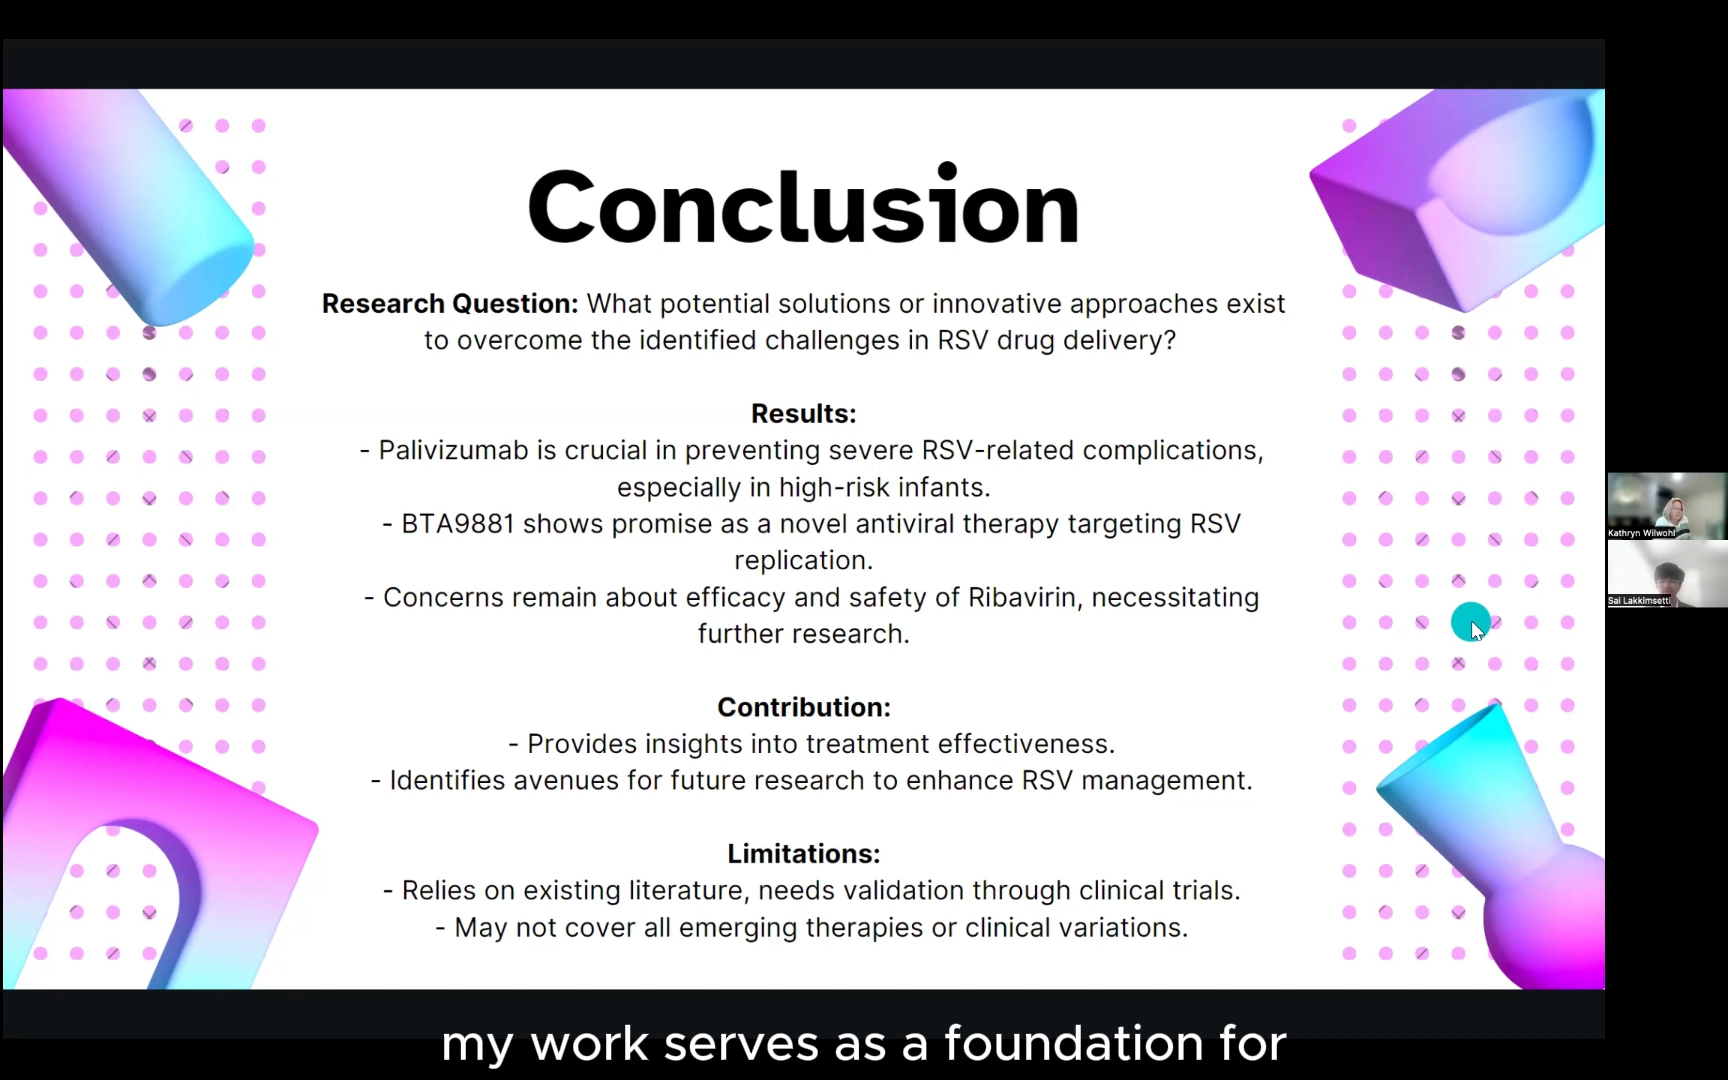 Conclusion
Research Question: What potential solutions or innovative approaches exist
to overcome the identified challenges in RSV drug delivery?
Results:
- Palivizumab is crucial in preventing severe RSV-related complications,
especially in high-risk infants.
- BTA9881 shows promise as a novel antiviral therapy targeting RSV
replication.
- Concerns remain about efficacy and safety of Ribavirin, necessitating
further research.
Contribution:
- Provides insights into treatment effectiveness.
- Identifies avenues for future research to enhance RSV management.
Limitations:
- Relies on existing literature, needs validation through clinical trials.
- May not cover all emerging therapies or clinical variations.
Kathryn Wilwohl
Sai Lakkimsetti
my work serves as a foundation for